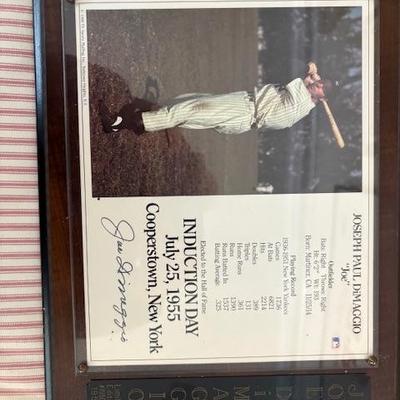 JOSEPH PAUL DiMAGGIO
"Joe"
Outfielder
Bats: Right Throws: Right
Ht: 6'2" Wt: 193
Born: Martinez, CA 11/25/14
Playing Record
1936-1951 New York Yankees
Games 1736
At Bats 6821
Hits 2214
Doubles 389
Triples 131
Home Runs 361
Runs 1390
Runs Batted In 1537
Batting Average .325
Elected to the Hall of Fame
INDUCTION DAY
July 25, 1955
Cooperstown, New York
Joe DiMaggio